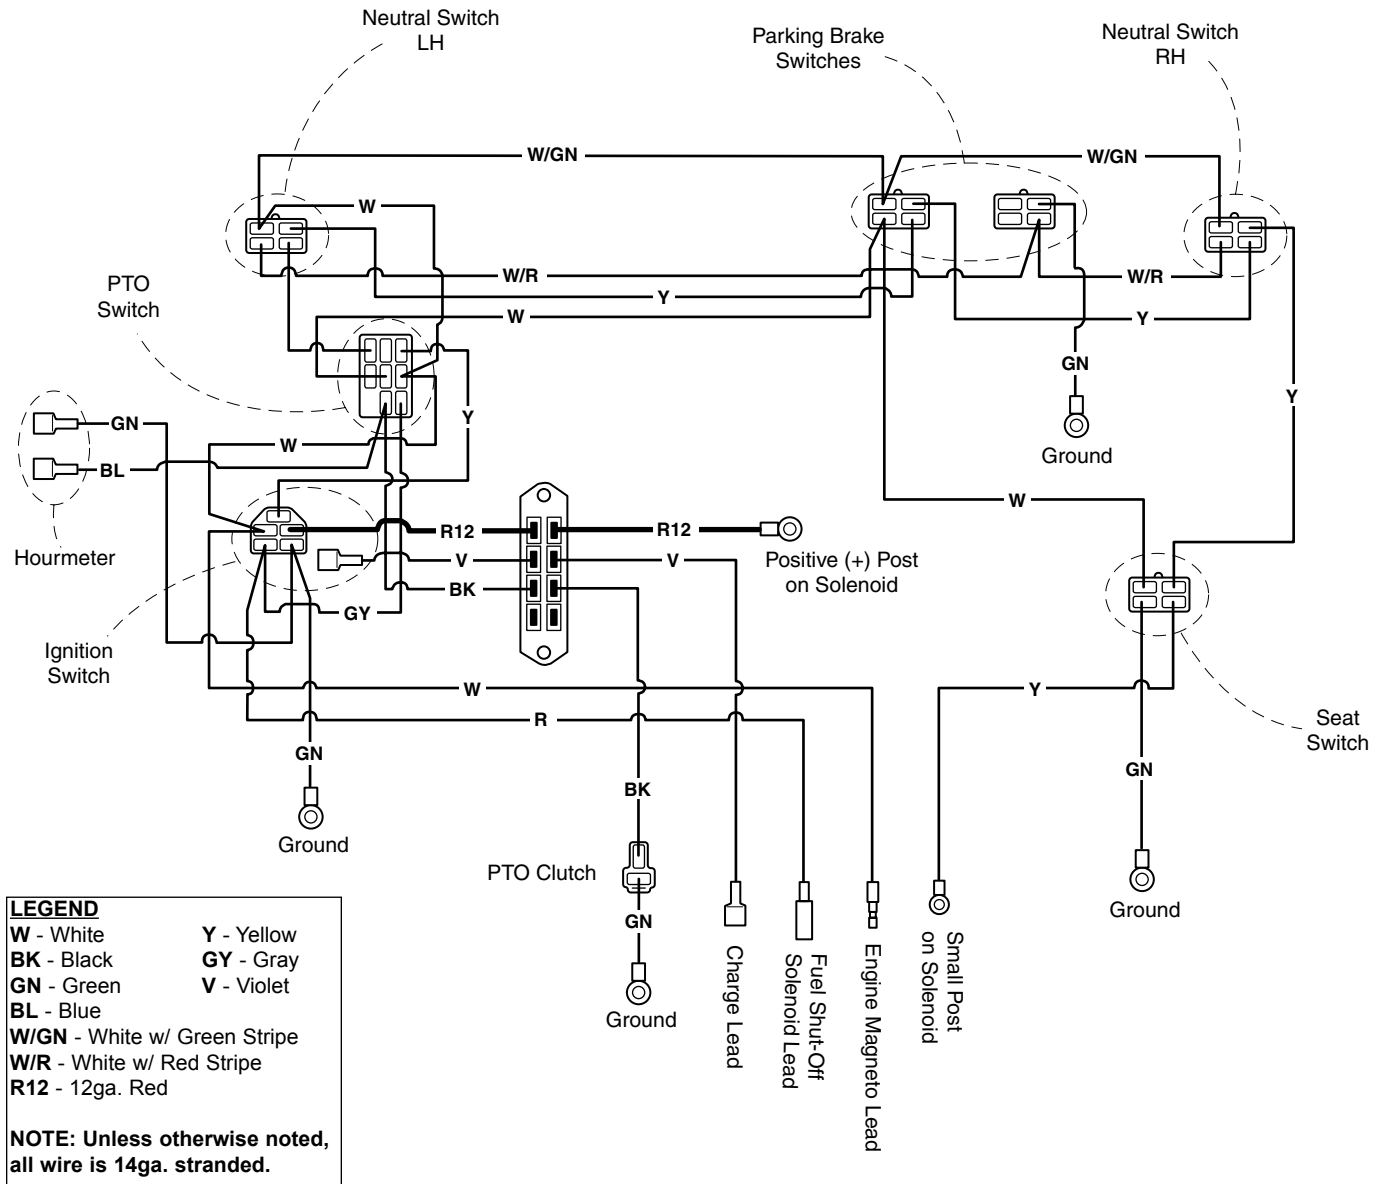 Neutral Switch
LH
Parking Brake
Switches
Neutral Switch
RH
W/GN
W/GN
W
PTO
Switch
W/R
W/R
Y
W
Y
GN
Y
Y
GN
W
Ground
BL
W
R12
R12
Hourmeter
V
V
Positive (+) Post
on Solenoid
BK
GY
Ignition
Switch
W
Y
R
Seat
Switch
GN
GN
BK
Ground
PTO Clutch
GN
Ground
Ground
Charge Lead
Fuel Shut-Off
Solenoid Lead
Engine Magneto Lead
Small Post
on Solenoid
LEGEND
W - White Y - Yellow
BK - Black GY - Gray
GN - Green V - Violet
BL - Blue
W/GN - White w/ Green Stripe
W/R - White w/ Red Stripe
R12 - 12ga. Red
NOTE: Unless otherwise noted,
all wire is 14ga. stranded.